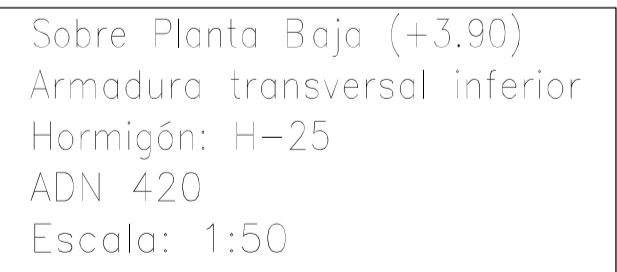 Sobre Planta Baja (+3.90)
Armadura transversal inferior
Hormigón: H-25
ADN 420
Escala: 1:50